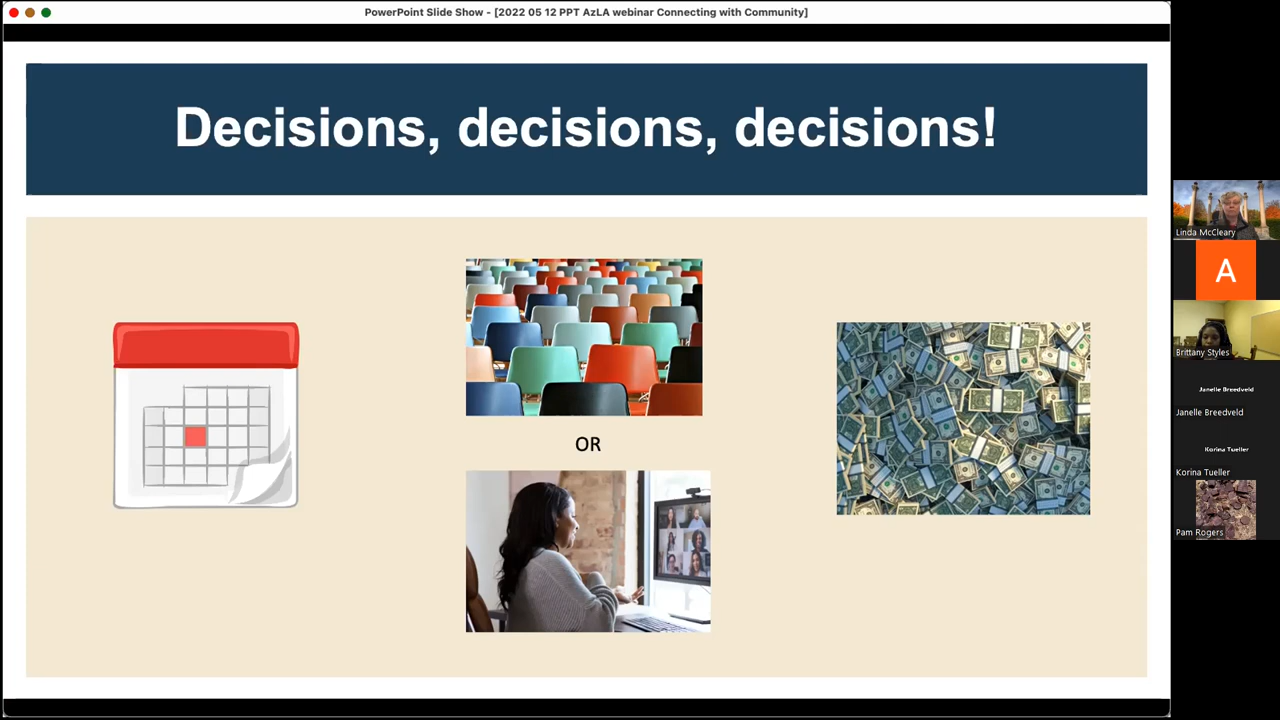 PowerPoint Slide Show - [2022 05 12 PPT AzLA webinar Connecting with Community]
Decisions, decisions, decisions!
OR
Linda McCleary
A
Brittany Styles
Janelle Breedveld
Janelle Breedveld
Korina Tueller
Korina Tueller
Pam Rogers